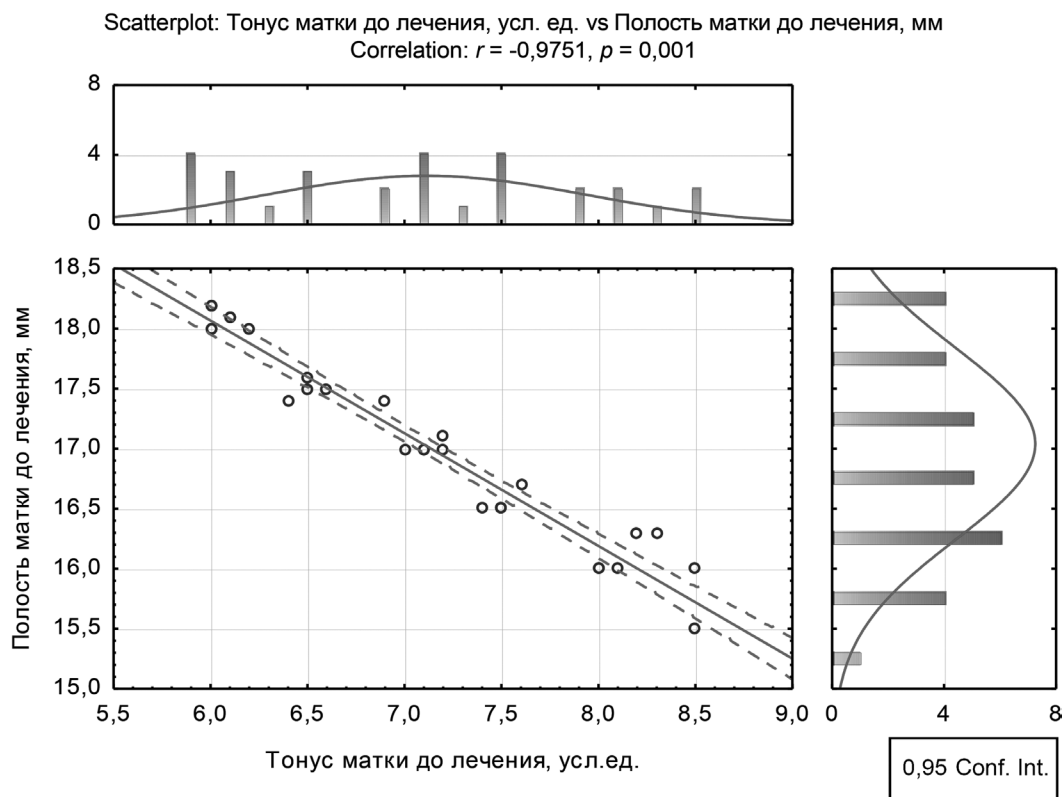 Scatterplot: Тонус матки до лечения, усл. ед. vs Полость матки до лечения, мм
Correlation: r = -0,9751, p = 0,001
8
4
0
18,5
18,0
17,5
17,0
16,5
16,0
15,5
15,0
Полость матки до лечения, мм
5,5 6,0 6,5 7,0 7,5 8,0 8,5 9,0
0 4 8
Тонус матки до лечения, усл.ед.
0,95 Conf. Int.